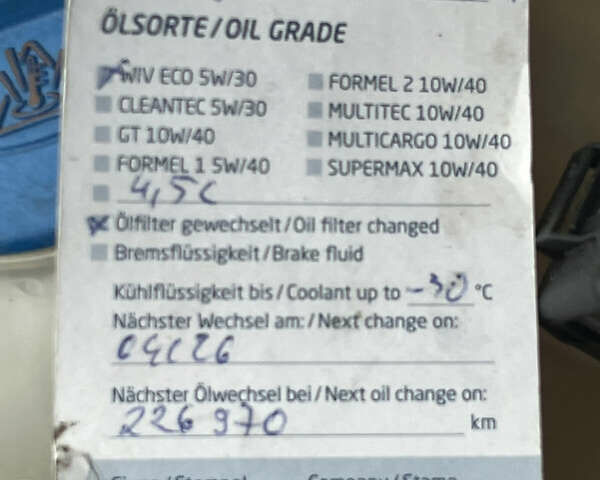 ÖLSORTE/OIL GRADE
WIV ECO 5W/30
FORMEL 2 10W/40
CLEANTEC 5W/30
MULTITEC 10W/40
GT 10W/40
MULTICARGO 10W/40
FORMEL 1 5W/40
SUPERMAX 10W/40
4,5L
Ölfilter gewechselt/Oil filter changed
Bremsflüssigkeit/Brake fluid
Kühlflüssigkeit bis/Coolant up to -30 °C
Nächster Wechsel am:/Next change on:
04/26
Nächster Ölwechsel bei/Next oil change on:
226 970 km